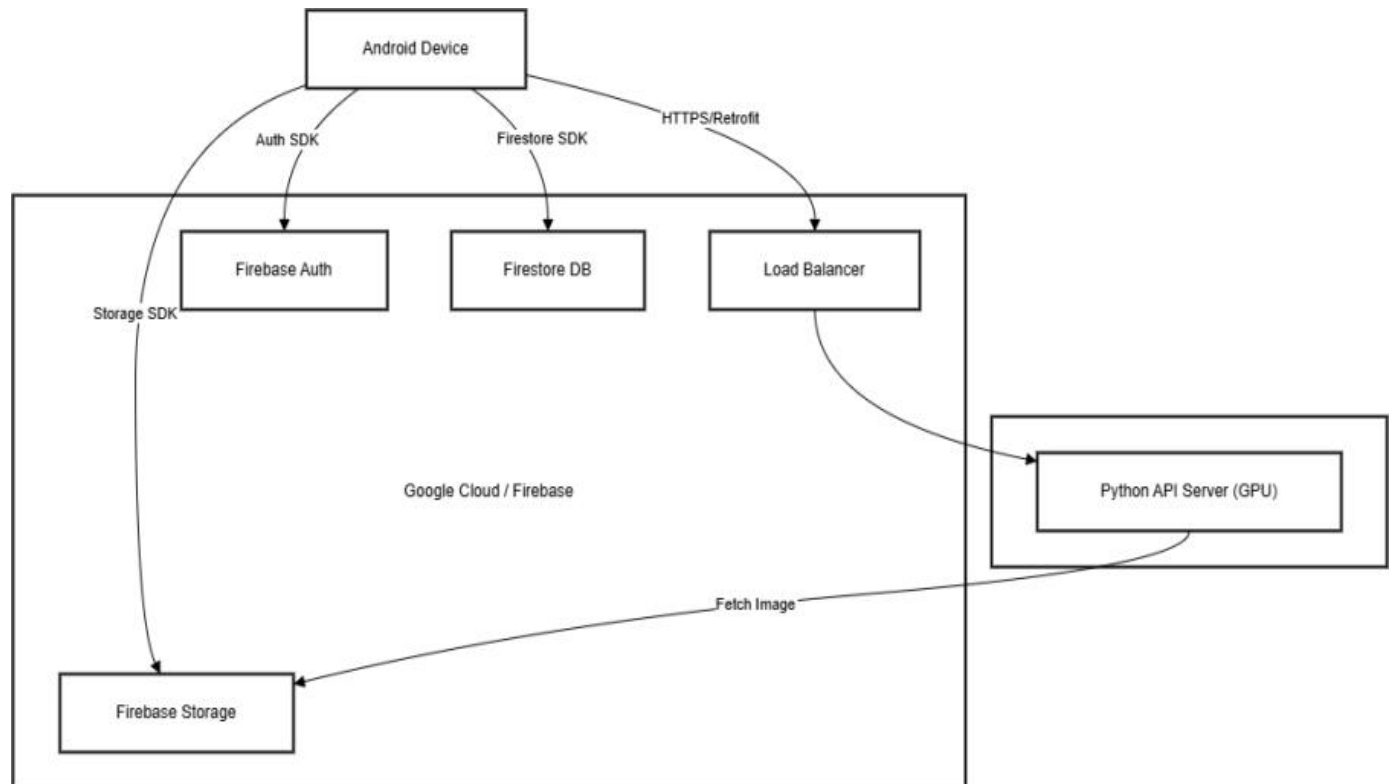 Android Device
HTTPS/Retrofit
Auth SDK
Firestore SDK
Firebase Auth
Firestore DB
Load Balancer
Storage SDK
Google Cloud / Firebase
Python API Server (GPU)
Fetch Image
Firebase Storage